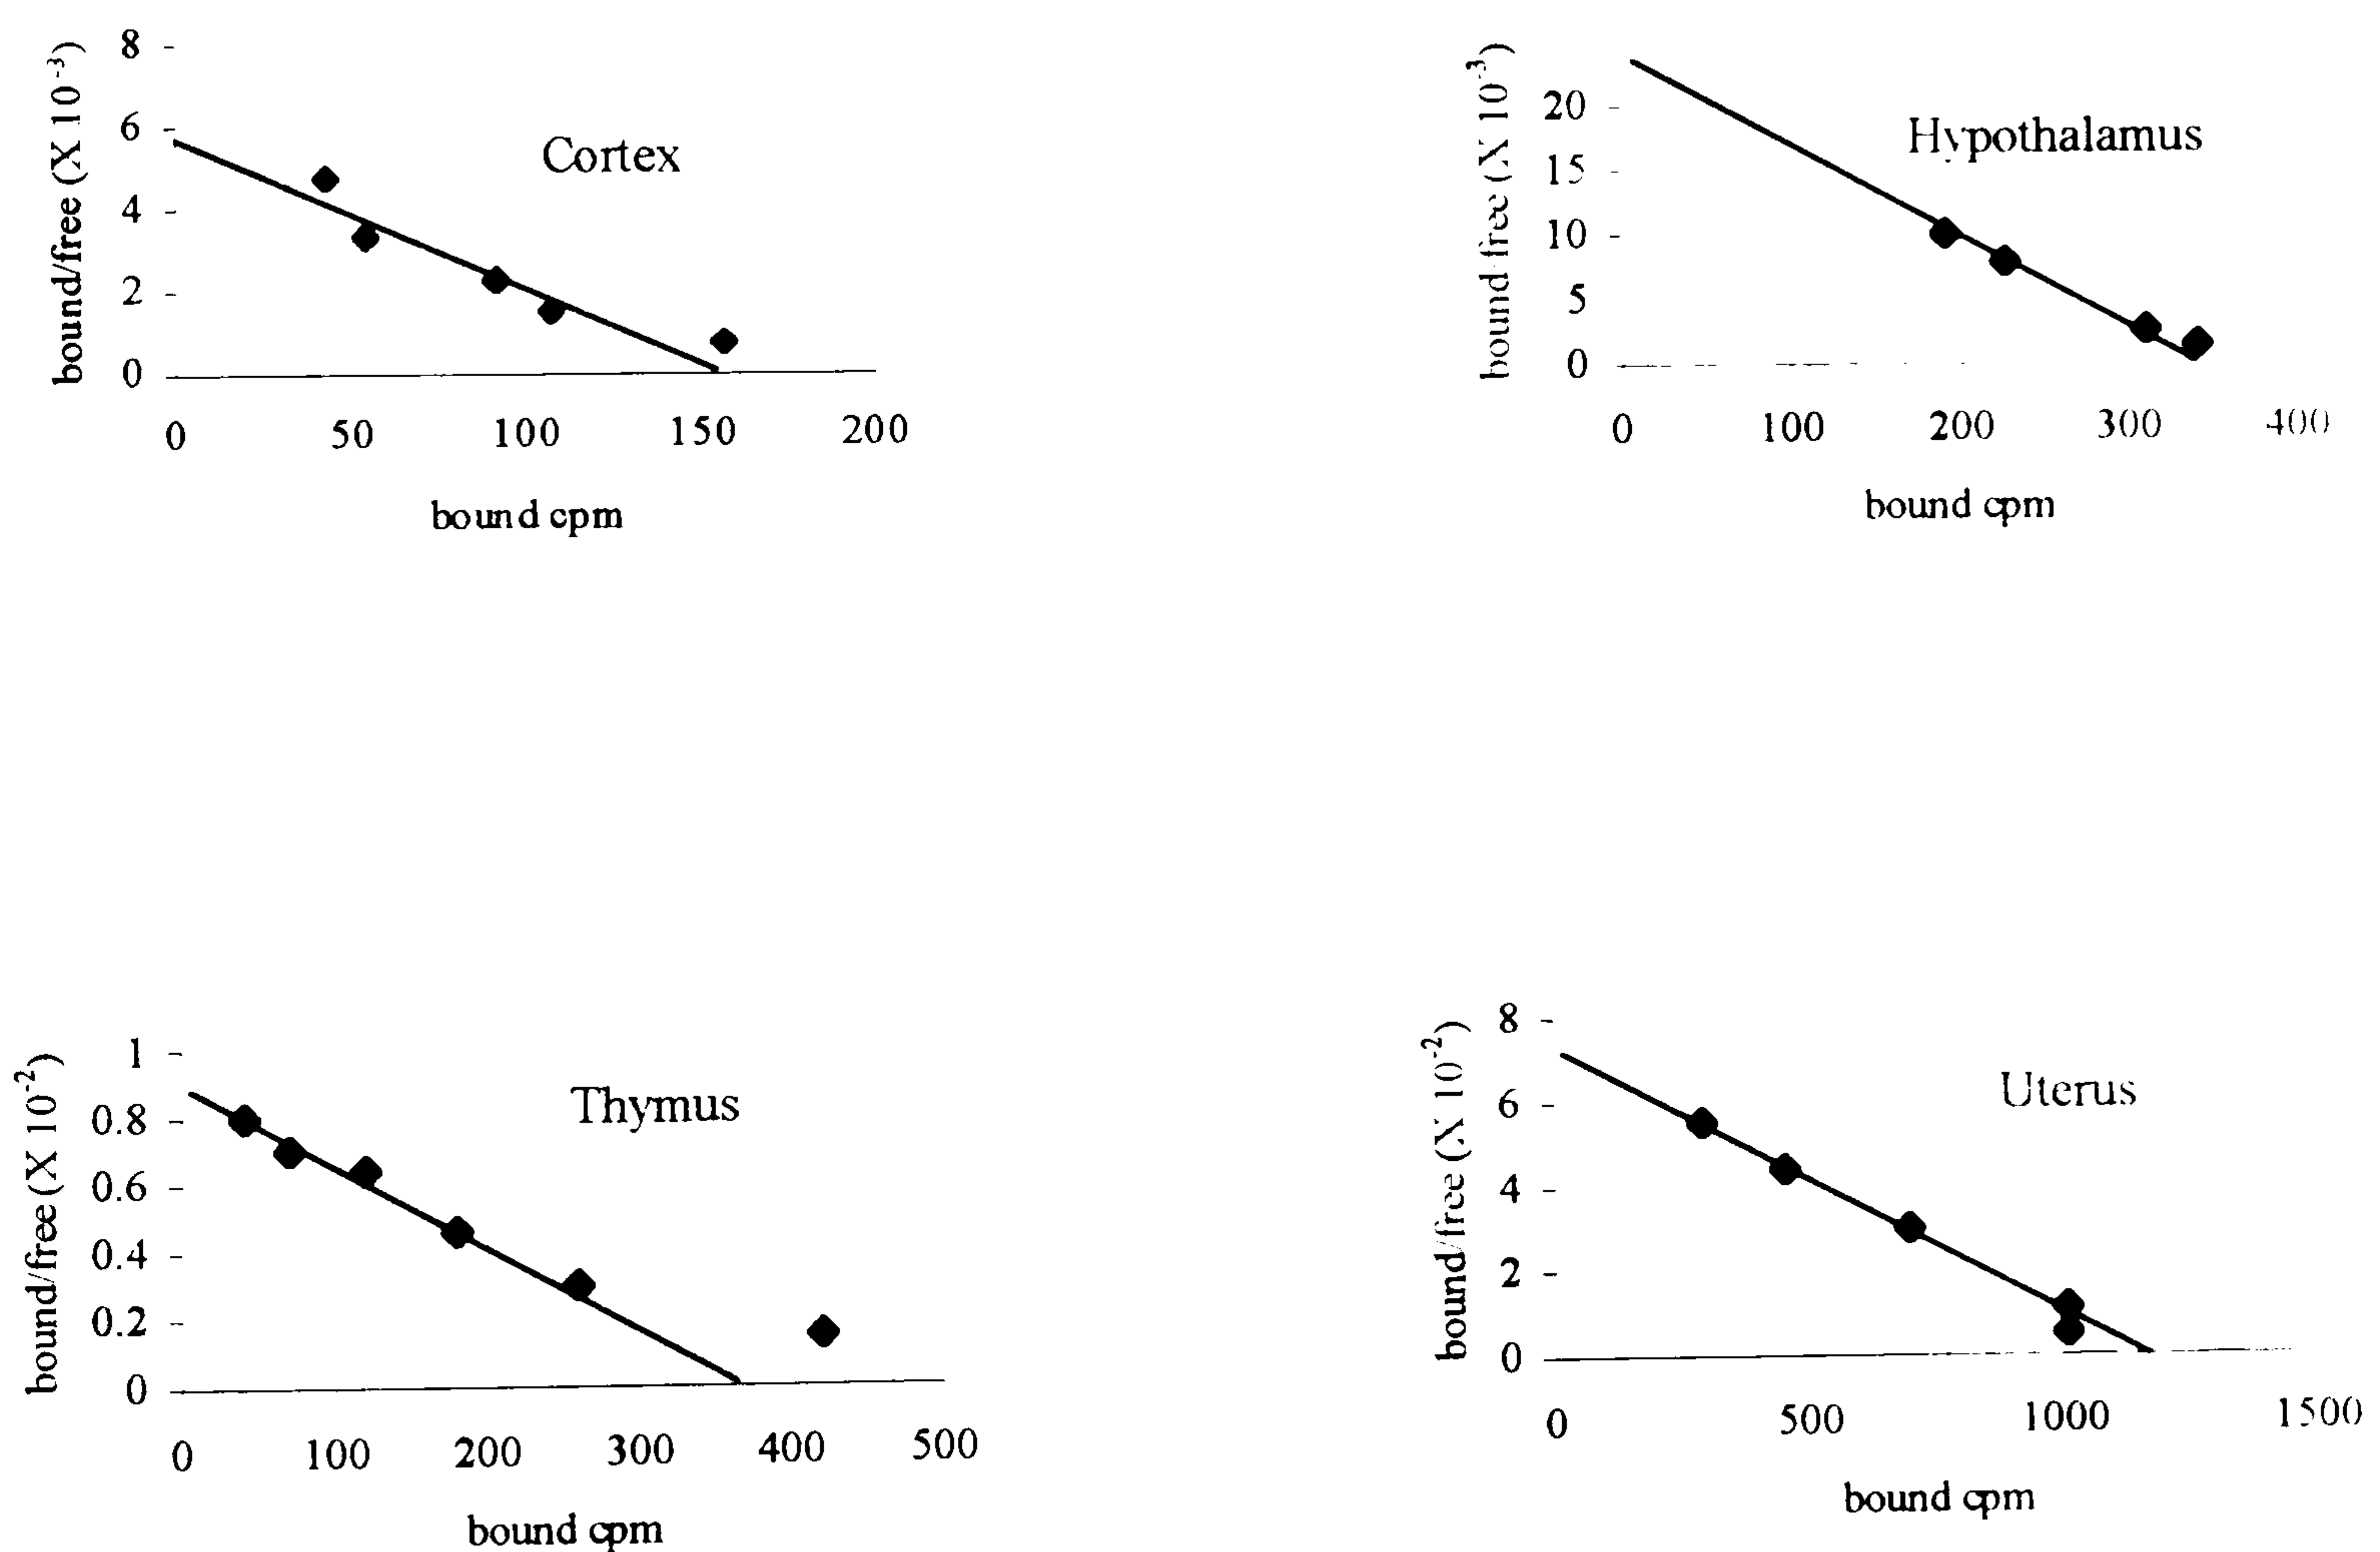 bound/free (X 10⁻³)
8
6
4
2
0
Cortex
0 50 100 150 200
bound cpm
bound/free (X 10⁻³)
20
15
10
5
0
Hypothalamus
0 100 200 300 400
bound cpm
bound/free (X 10⁻²)
1
0.8
0.6
0.4
0.2
0
Thymus
0 100 200 300 400 500
bound cpm
bound/free (X 10⁻²)
8
6
4
2
0
Uterus
0 500 1000 1500
bound cpm